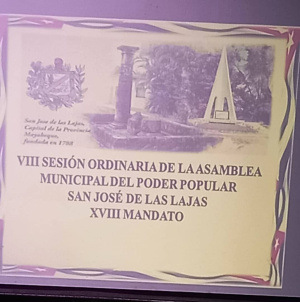 San Jose de las Lajas.
Capital de la Provincia
Mayabeque,
fundada en 1788
VIII SESIÓN ORDINARIA DE LA ASAMBLEA
MUNICIPAL DEL PODER POPULAR
SAN JOSÉ DE LAS LAJAS
XVIII MANDATO